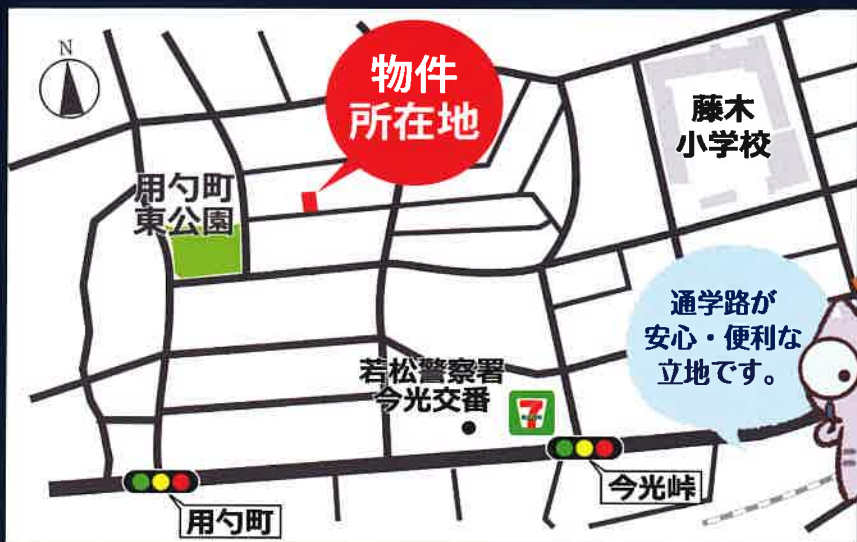 N
物件
所在地
藤木
小学校
用勺町
東公園
通学路が
安心・便利な
立地です。
若松警察署
今光交番
7
今光峠
用勺町